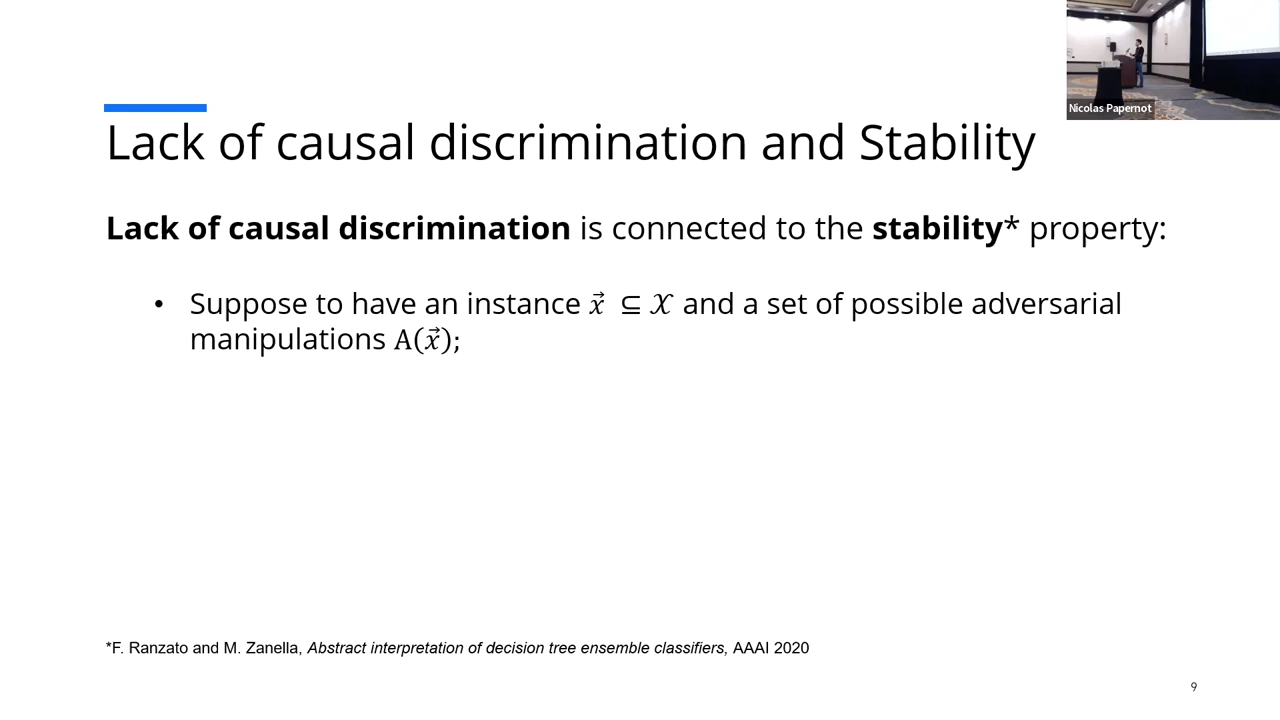 Nicolas Papernot
Lack of causal discrimination and Stability
Lack of causal discrimination is connected to the stability* property:
• Suppose to have an instance x⃗ ⊆ 𝒳 and a set of possible adversarial
manipulations A(x⃗);
*F. Ranzato and M. Zanella, Abstract interpretation of decision tree ensemble classifiers, AAAI 2020
9